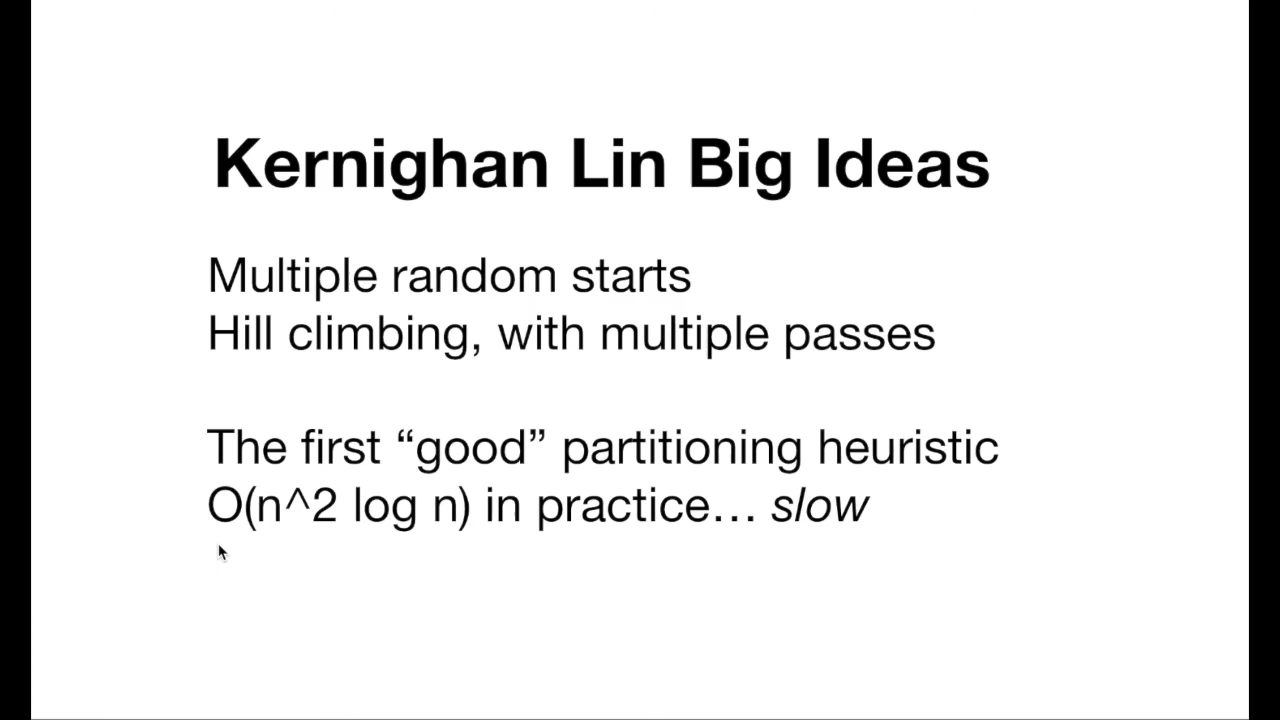 Kernighan Lin Big Ideas
Multiple random starts
Hill climbing, with multiple passes
The first “good” partitioning heuristic
O(n^2 log n) in practice… slow